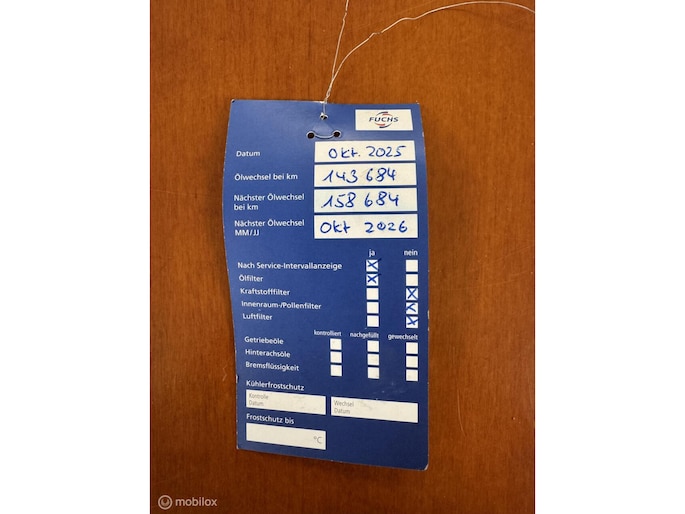 FUCHS
Datum Okt. 2025
Ölwechsel bei km 143 684
Nächster Ölwechsel
bei km 158 684
Nächster Ölwechsel
MM/JJ Okt 2026
ja nein
Nach Service-Intervallanzeige
Ölfilter
Kraftstofffilter
Innenraum-/Pollenfilter
Luftfilter
kontrolliert nachgefüllt gewechselt
Getriebeöle
Hinterachsöle
Bremsflüssigkeit
Kühlerfrostschutz
Kontrolle Wechsel
Datum Datum
Frostschutz bis
°C
mobilox